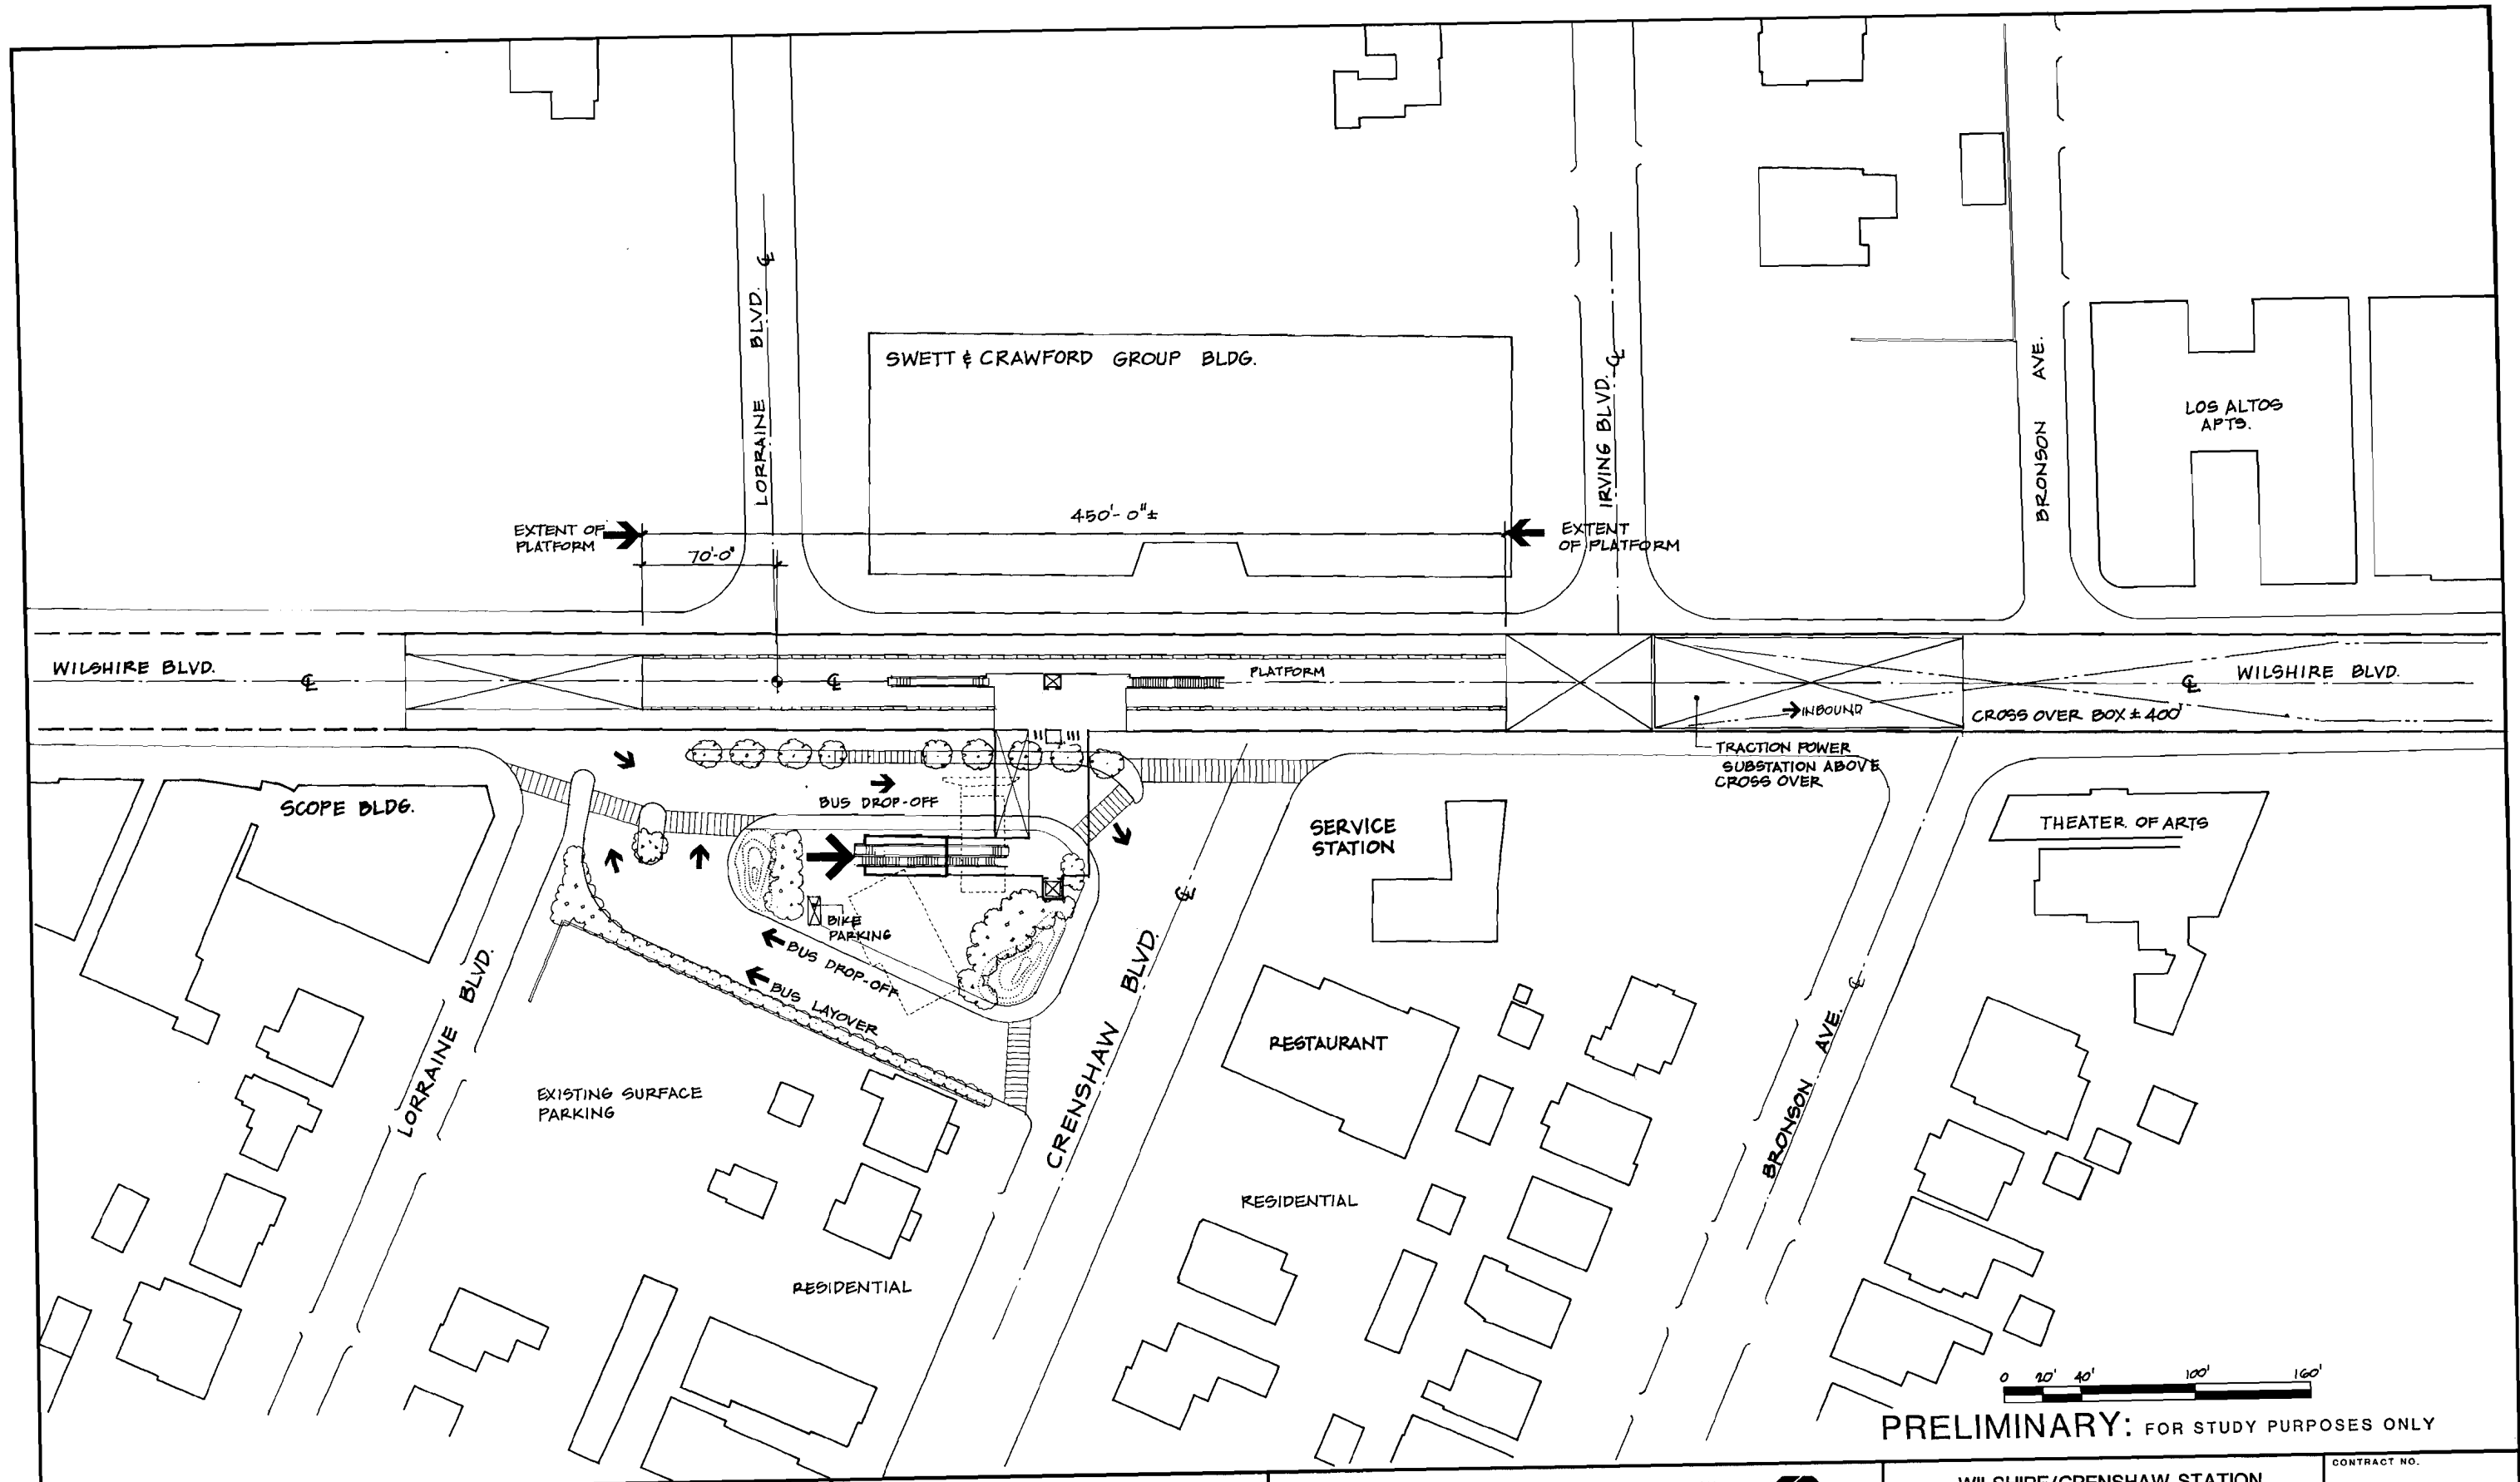 LORRAINE BLVD. ℄
SWETT & CRAWFORD GROUP BLDG.
IRVING BLVD. ℄
BRONSON AVE.
LOS ALTOS
APTS.
450'-0"±
EXTENT OF
PLATFORM
70'-0"
EXTENT
OF PLATFORM
WILSHIRE BLVD.
℄
℄
PLATFORM
INBOUND
℄
WILSHIRE BLVD.
CROSS OVER BOX ± 400'
TRACTION POWER
SUBSTATION ABOVE
CROSS OVER
SCOPE BLDG.
BUS DROP-OFF
SERVICE
STATION
THEATER OF ARTS
BIKE
PARKING
BUS DROP-OFF
BUS LAYOVER
LORRAINE BLVD.
CRENSHAW BLVD. ℄
RESTAURANT
BRONSON AVE. ℄
EXISTING SURFACE
PARKING
RESIDENTIAL
RESIDENTIAL
0 20' 40' 100' 160'
PRELIMINARY: FOR STUDY PURPOSES ONLY
CONTRACT NO.
WILSHIRE/CRENSHAW STATION